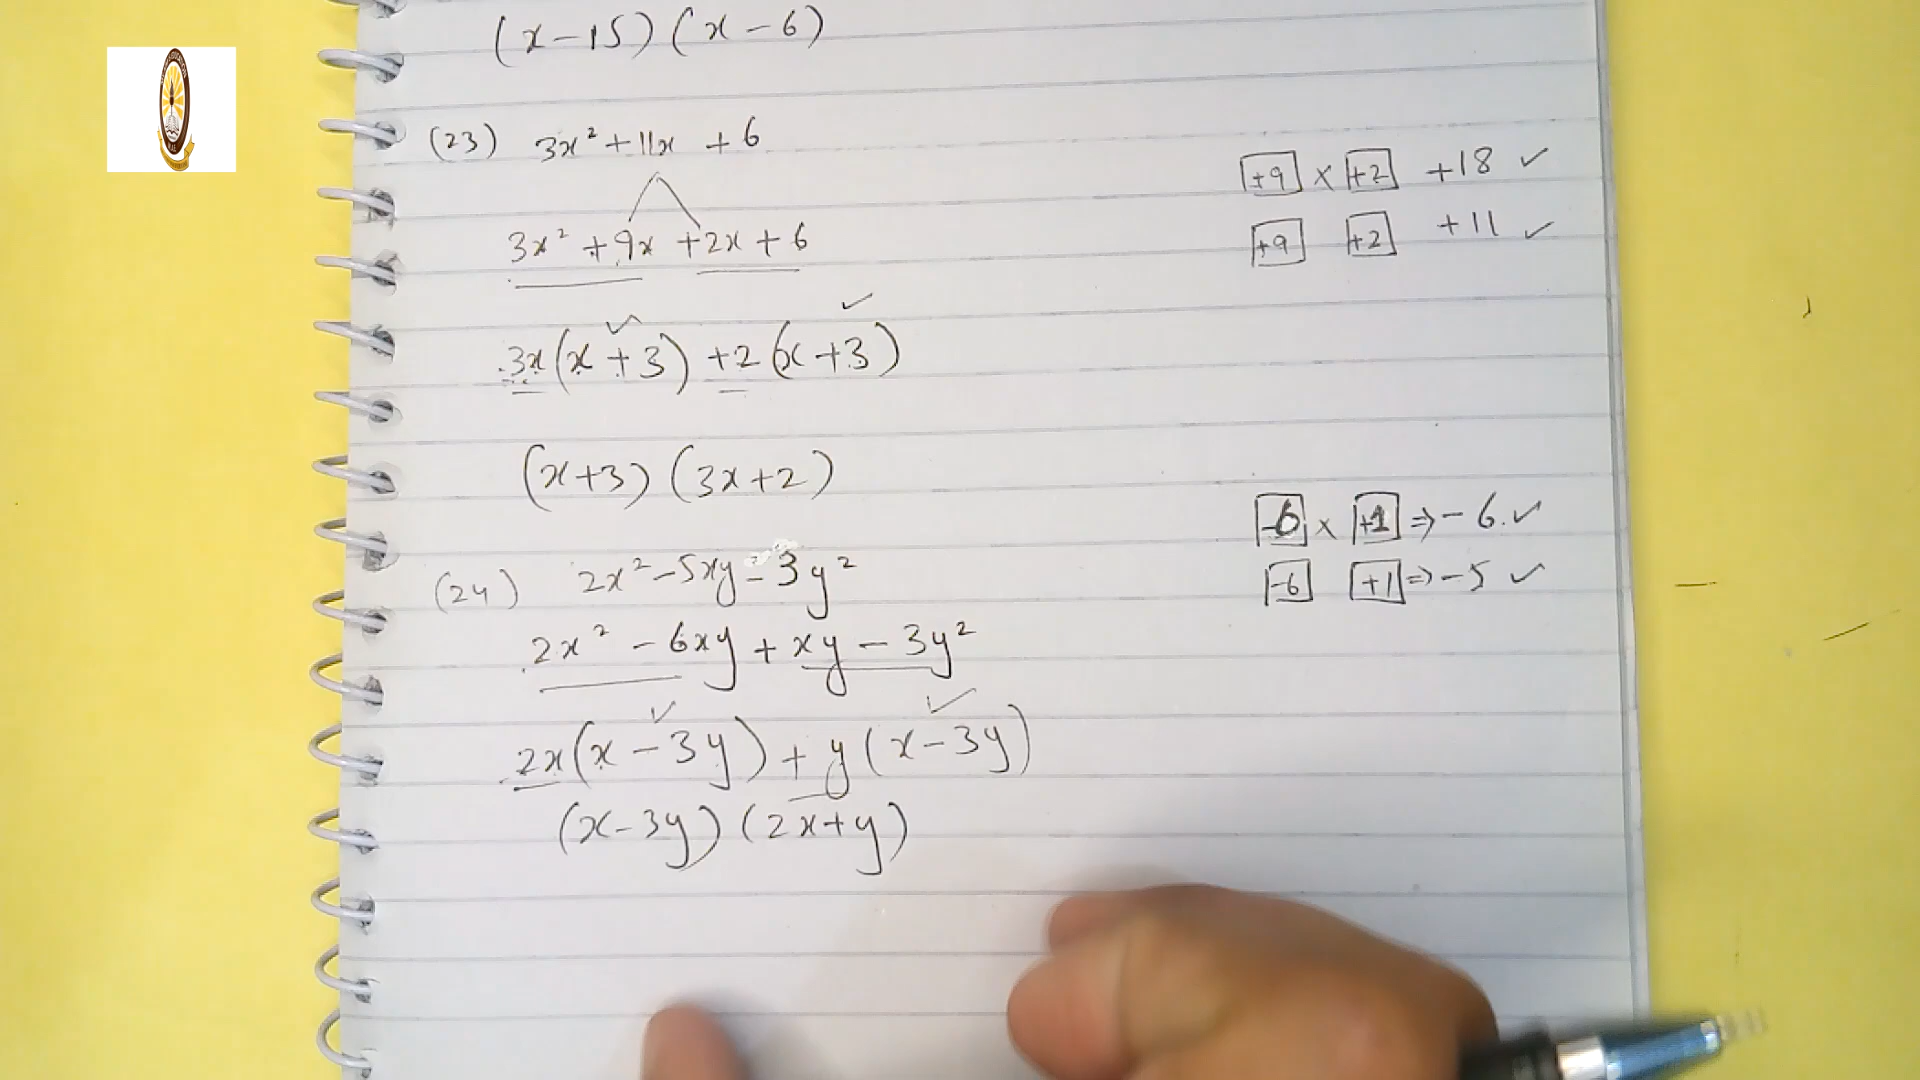 (x-15) (x-6)
(23) 3x² + 11x + 6
3x² + 9x + 2x + 6
3x(x+3) + 2(x+3)
(x+3) (3x+2)
+9 × +2 +18 ✓
+9 +2 +11 ✓
(24) 2x² - 5xy - 3y²
2x² - 6xy + xy - 3y²
2x(x-3y) + y(x-3y)
(x-3y) (2x+y)
-6 × +1 ⇒ -6. ✓
-6 +1 ⇒ -5 ✓